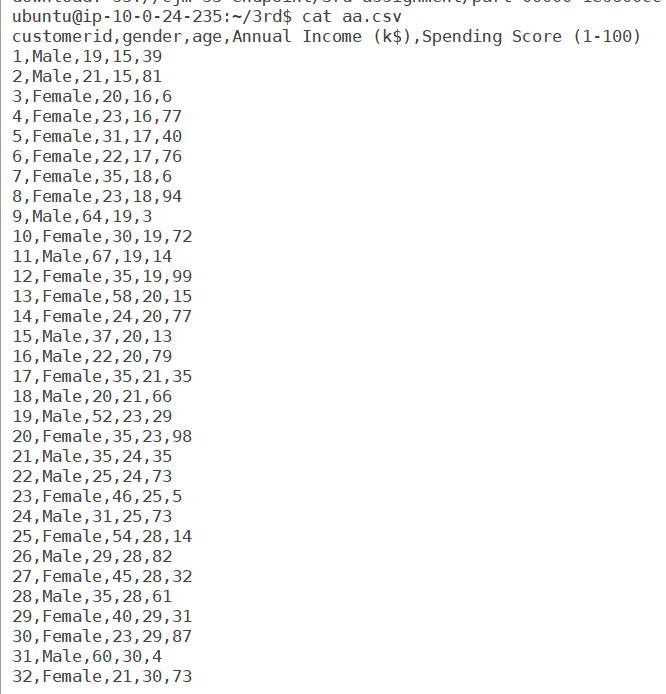 ubuntu@ip-10-0-24-235:~/3rd$ cat aa.csv
customerid,gender,age,Annual Income (k$),Spending Score (1-100)
1,Male,19,15,39
2,Male,21,15,81
3,Female,20,16,6
4,Female,23,16,77
5,Female,31,17,40
6,Female,22,17,76
7,Female,35,18,6
8,Female,23,18,94
9,Male,64,19,3
10,Female,30,19,72
11,Male,67,19,14
12,Female,35,19,99
13,Female,58,20,15
14,Female,24,20,77
15,Male,37,20,13
16,Male,22,20,79
17,Female,35,21,35
18,Male,20,21,66
19,Male,52,23,29
20,Female,35,23,98
21,Male,35,24,35
22,Male,25,24,73
23,Female,46,25,5
24,Male,31,25,73
25,Female,54,28,14
26,Male,29,28,82
27,Female,45,28,32
28,Male,35,28,61
29,Female,40,29,31
30,Female,23,29,87
31,Male,60,30,4
32,Female,21,30,73